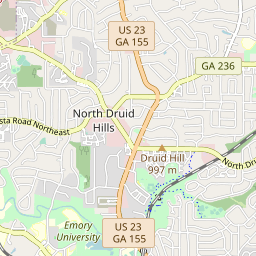 US 23
GA 155
GA 236
North Druid
Hills
sta Road Northeast
Druid Hill
997 m
North Dr
US 23
GA 155
Emory
University